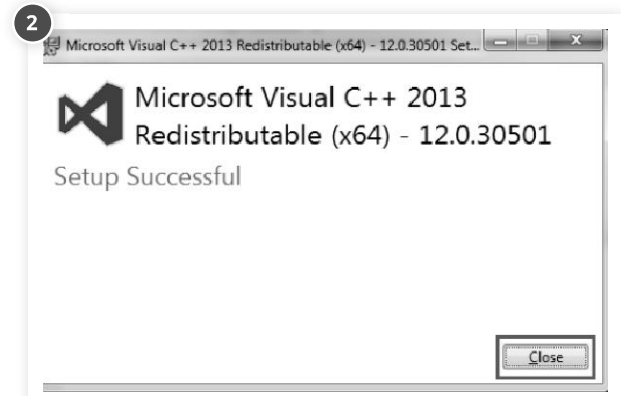 2
Microsoft Visual C++ 2013 Redistributable (x64) - 12.0.30501 Set...
Microsoft Visual C++ 2013
Redistributable (x64) - 12.0.30501
Setup Successful
Close